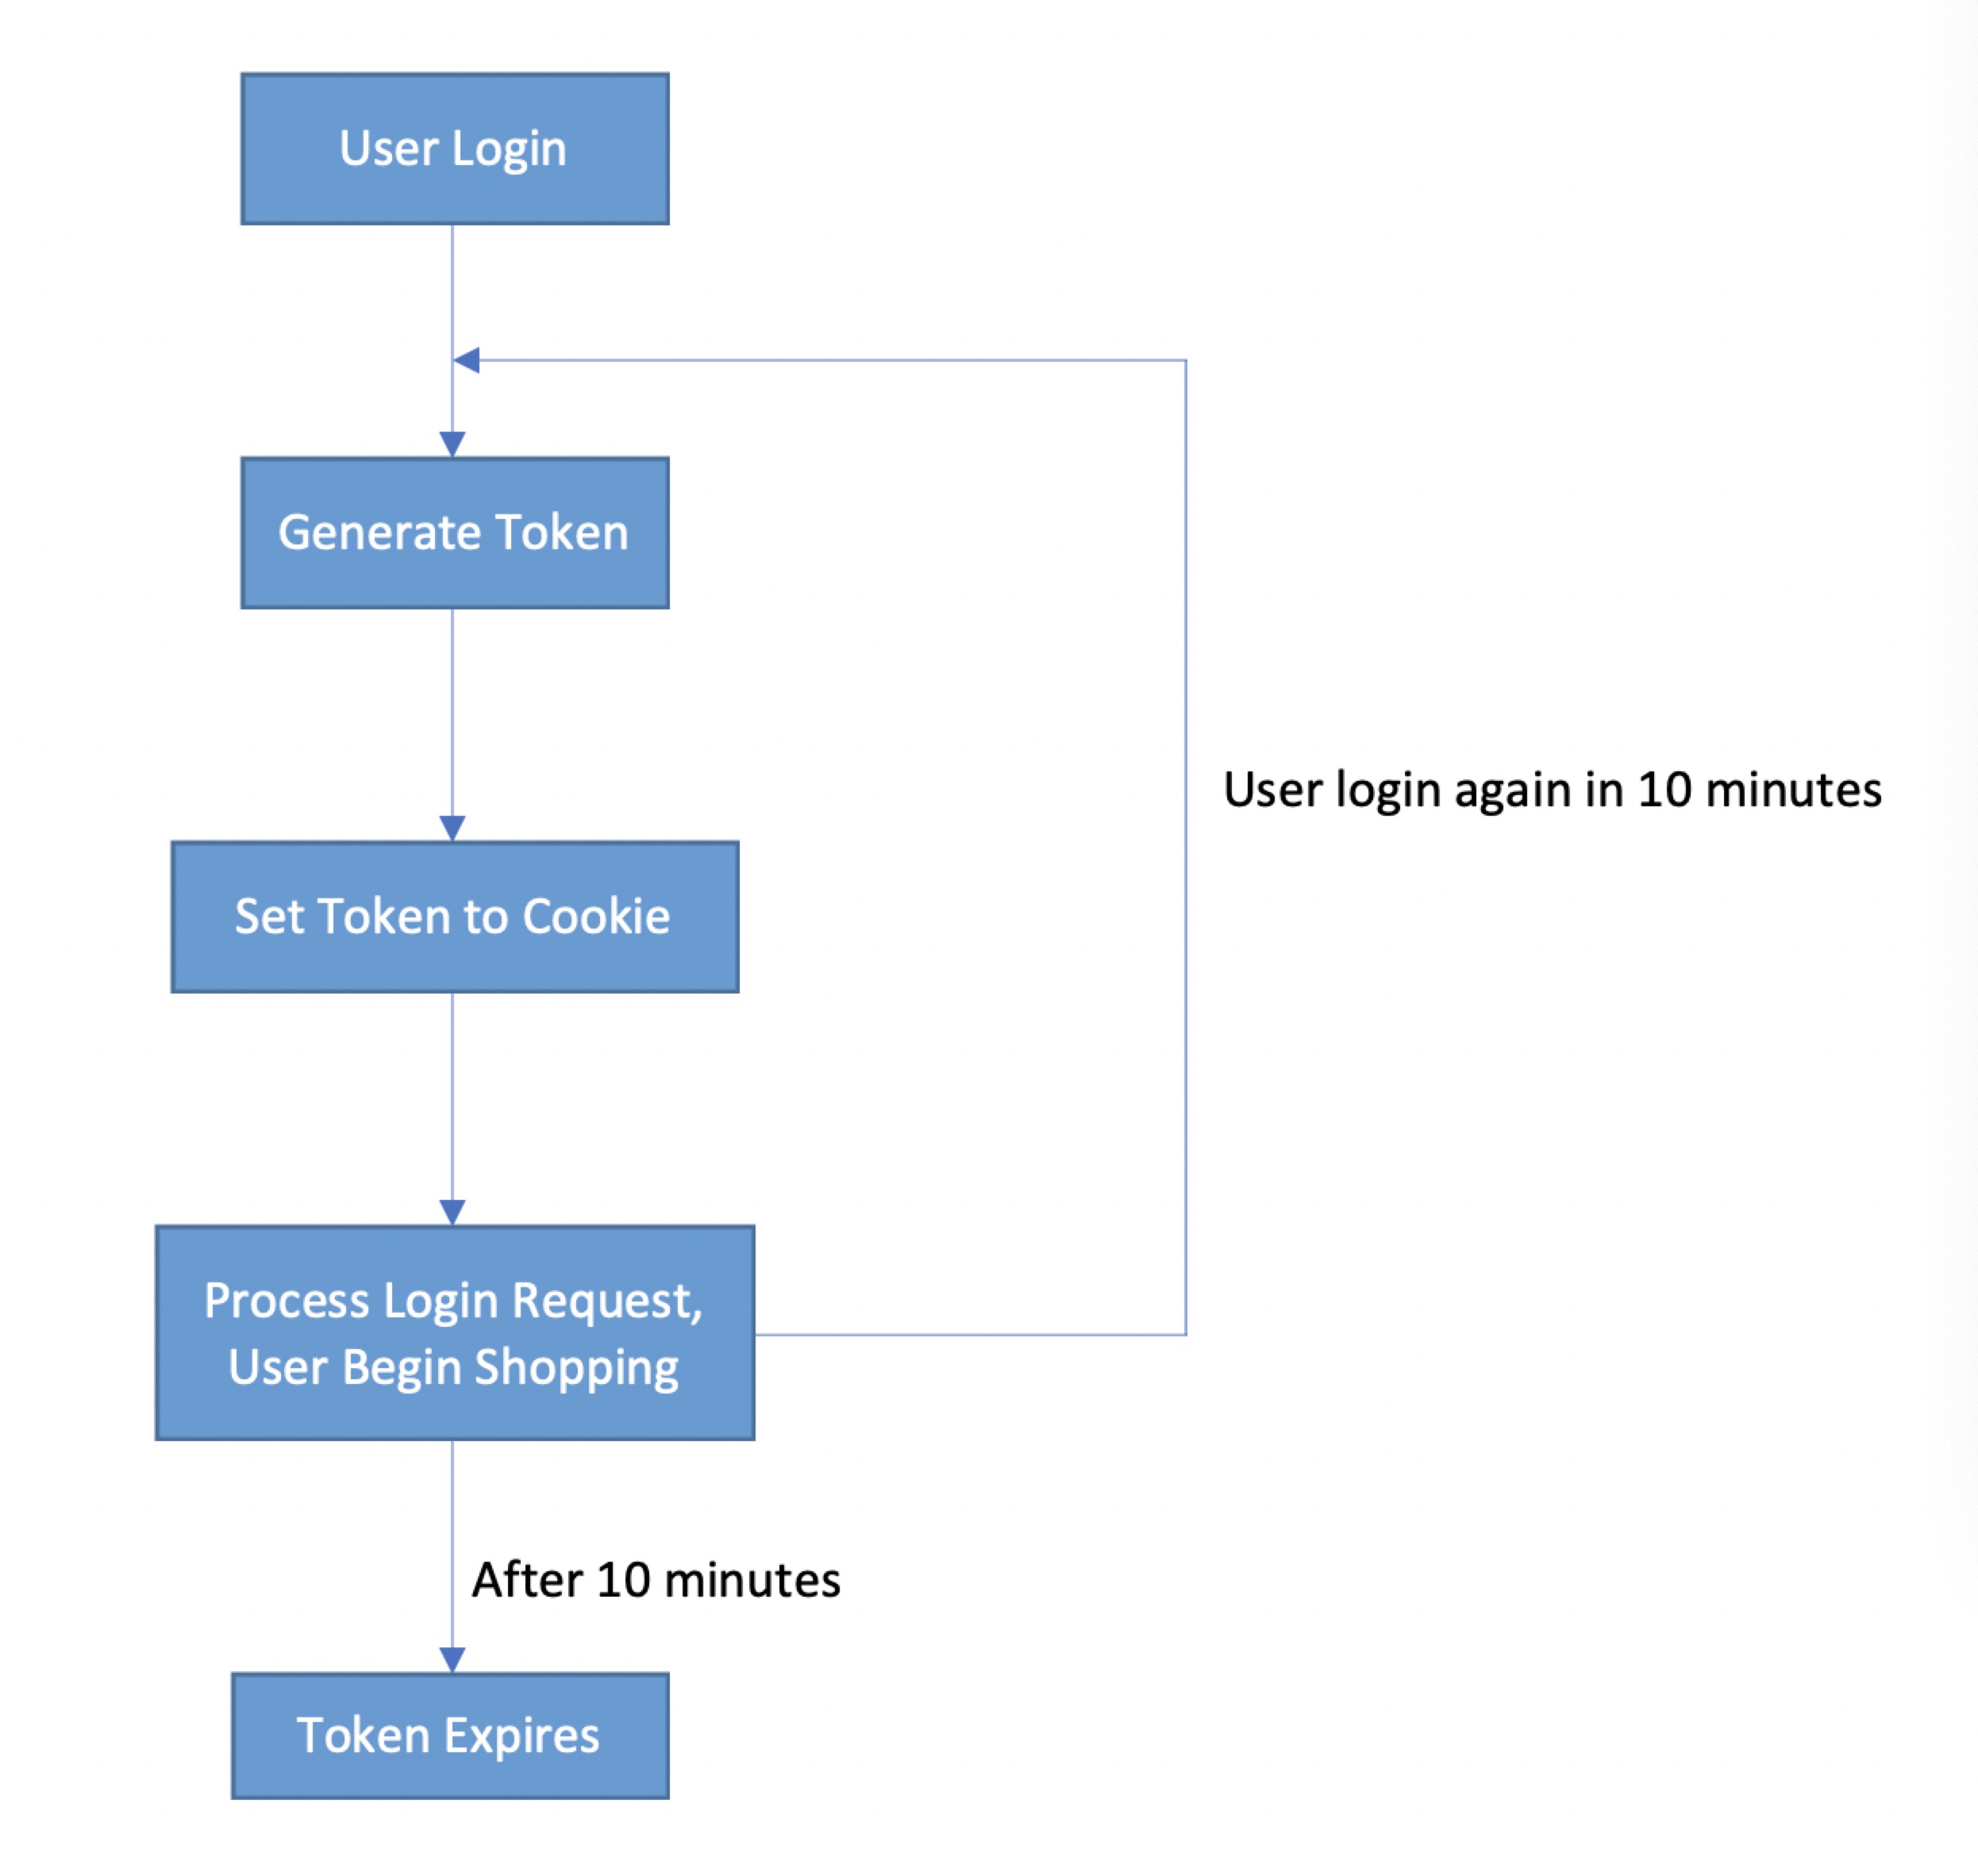 User Login
Generate Token
User login again in 10 minutes
Set Token to Cookie
Process Login Request,
User Begin Shopping
After 10 minutes
Token Expires